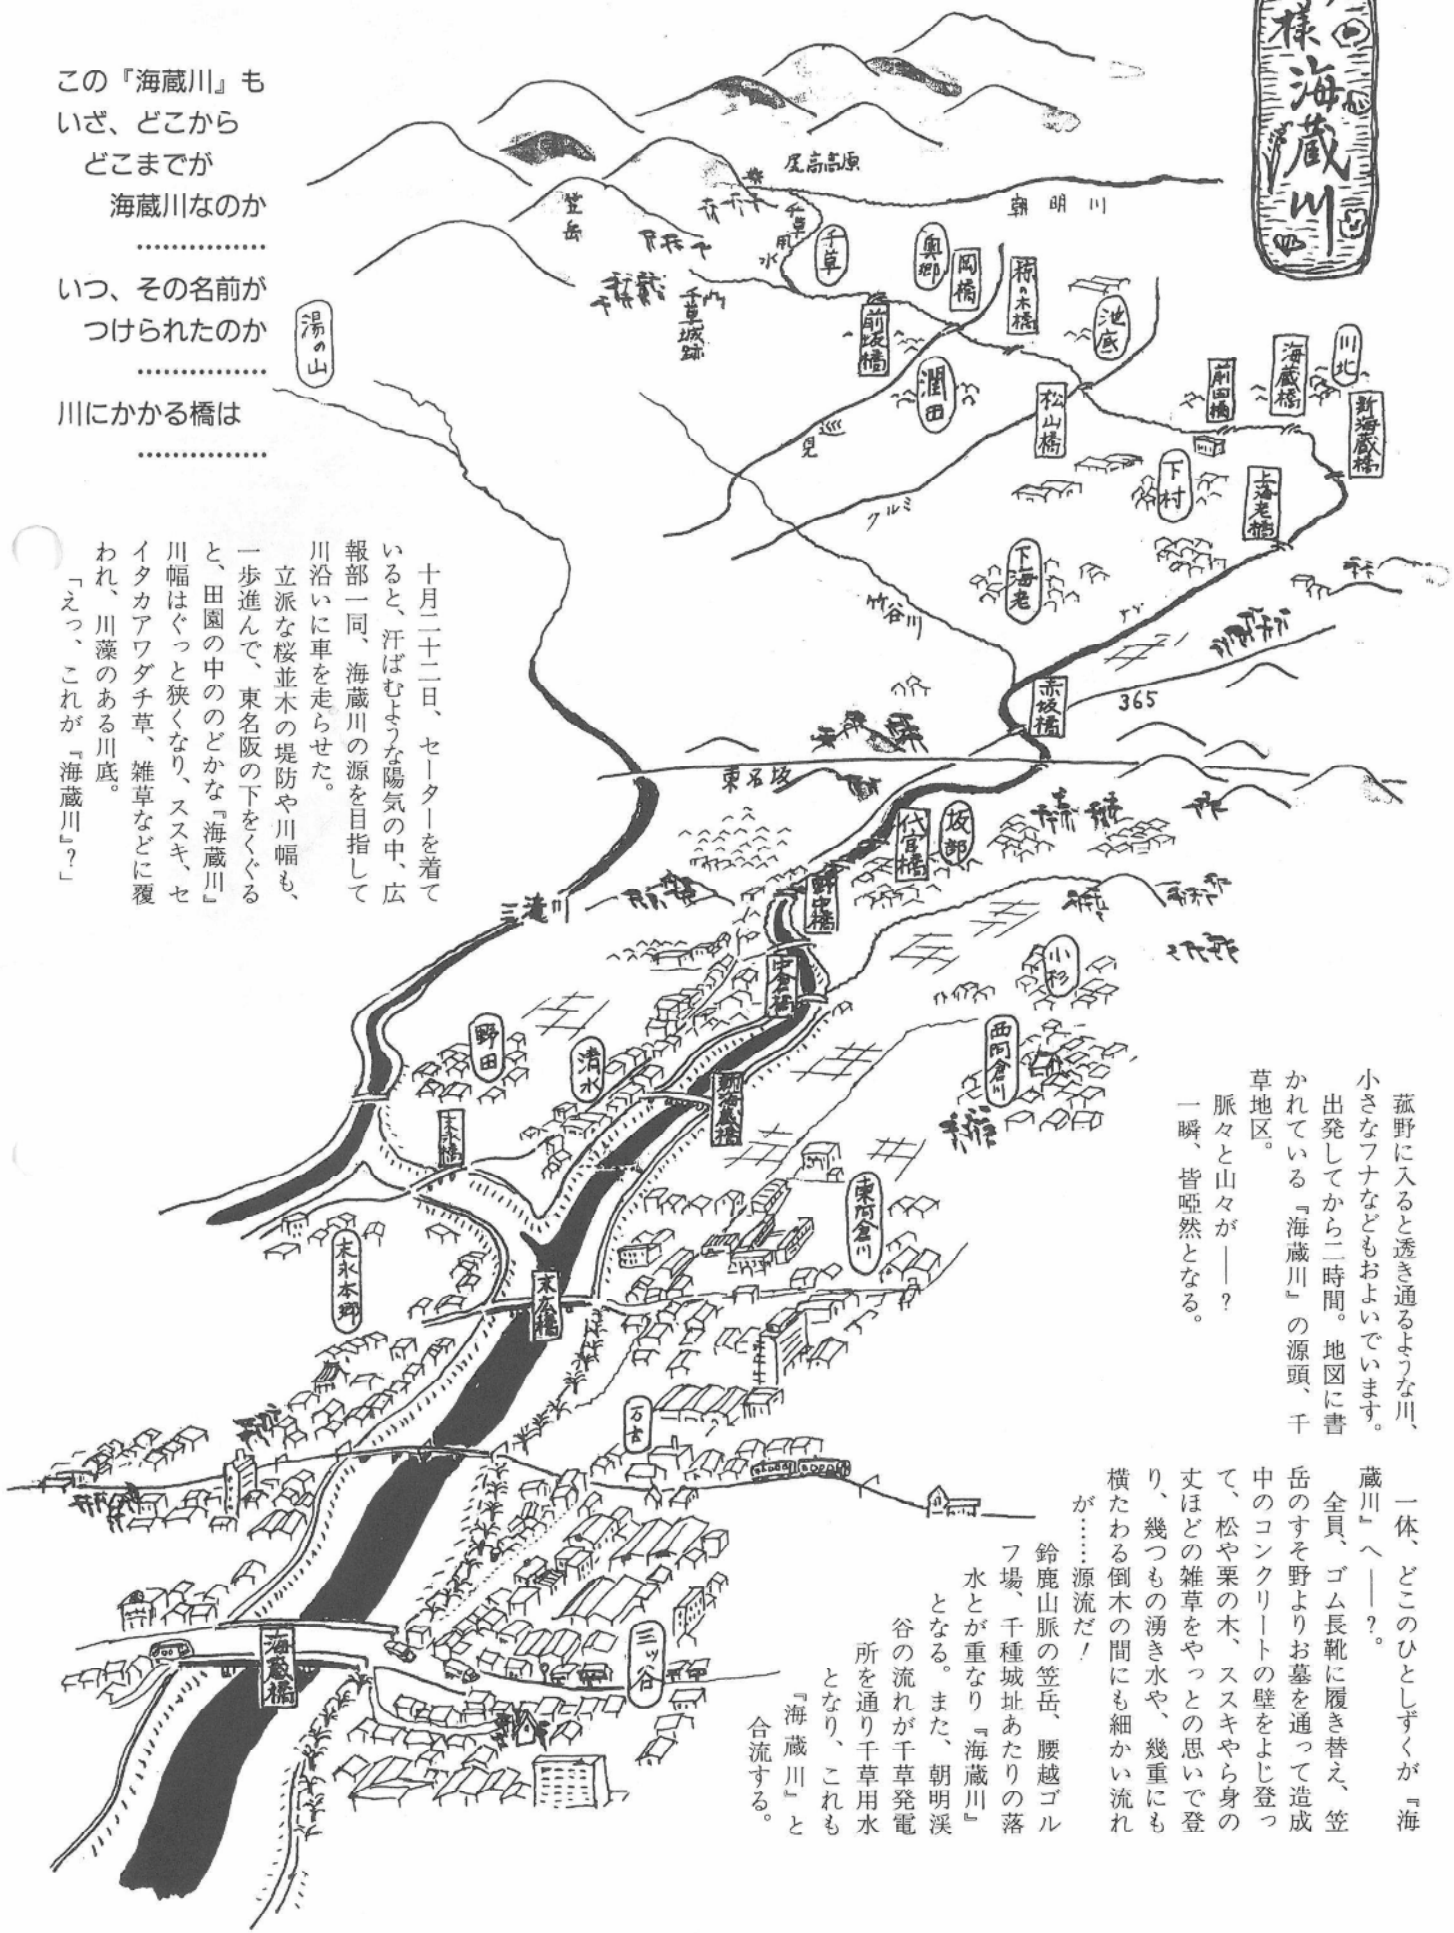 様
海蔵川
この『海蔵川』も
いざ、どこから
どこまでが
海蔵川なのか
……………
いつ、その名前が
つけられたのか
……………
川にかかる橋は
……………
十月二十二日、セーターを着て
いると、汗ばむような陽気の中、広
報部一同、海蔵川の源を目指して
川沿いに車を走らせた。
立派な桜並木の堤防や川幅も、
一歩進んで、東名阪の下をくぐる
と、田園の中ののどかな『海蔵川』
川幅はぐっと狭くなり、ススキ、セ
イタカアワダチ草、雑草などに覆
われ、川藻のある川底。
「えっ、これが『海蔵川』?」
菰野に入ると透き通るような川、
小さなフナなどもおよいでいます。
出発してから二時間。地図に書
かれている『海蔵川』の源頭、千
草地区。
脈々と山々が――?
一瞬、皆啞然となる。
一体、どこのひとしずくが『海
蔵川』へ――?。
全員、ゴム長靴に履き替え、笠
岳のすそ野よりお墓を通って造成
中のコンクリートの壁をよじ登っ
て、松や栗の木、ススキやら身の
丈ほどの雑草をやっとの思いで登
り、幾つもの湧き水や、幾重にも
横たわる倒木の間にも細かい流れ
が……源流だ!
鈴鹿山脈の笠岳、腰越ゴル
フ場、千種城址あたりの落
水とが重なり『海蔵川』
となる。また、朝明渓
谷の流れが千草発電
所を通り千草用水
となり、これも
『海蔵川』と
合流する。
尾高高原
朝明川
笠岳
千草用水
千草
奥郷
岡橋
柿の木橋
池底
千草城跡
前坂橋
潤田
松山橋
前田橋
海蔵橋
川北
新海蔵橋
湯の山
下村
上海老橋
クルミ
下海老
竹谷川
赤坂橋
365
東名坂
代官橋
坂部
野中橋
三滝川
中倉橋
小杉
野田
清水
西阿倉川
新海蔵橋
末永橋
東阿倉川
末永本郷
末広橋
万古
海蔵橋
三ッ谷